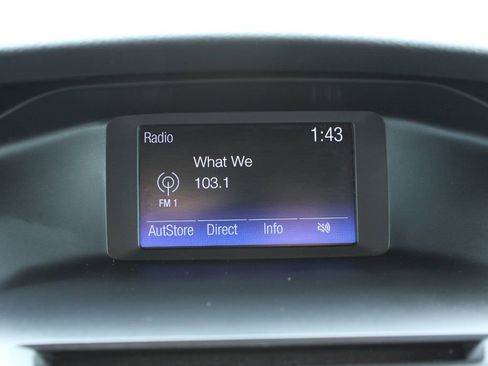 Radio 1:43
What We
103.1
FM 1
AutStore Direct Info